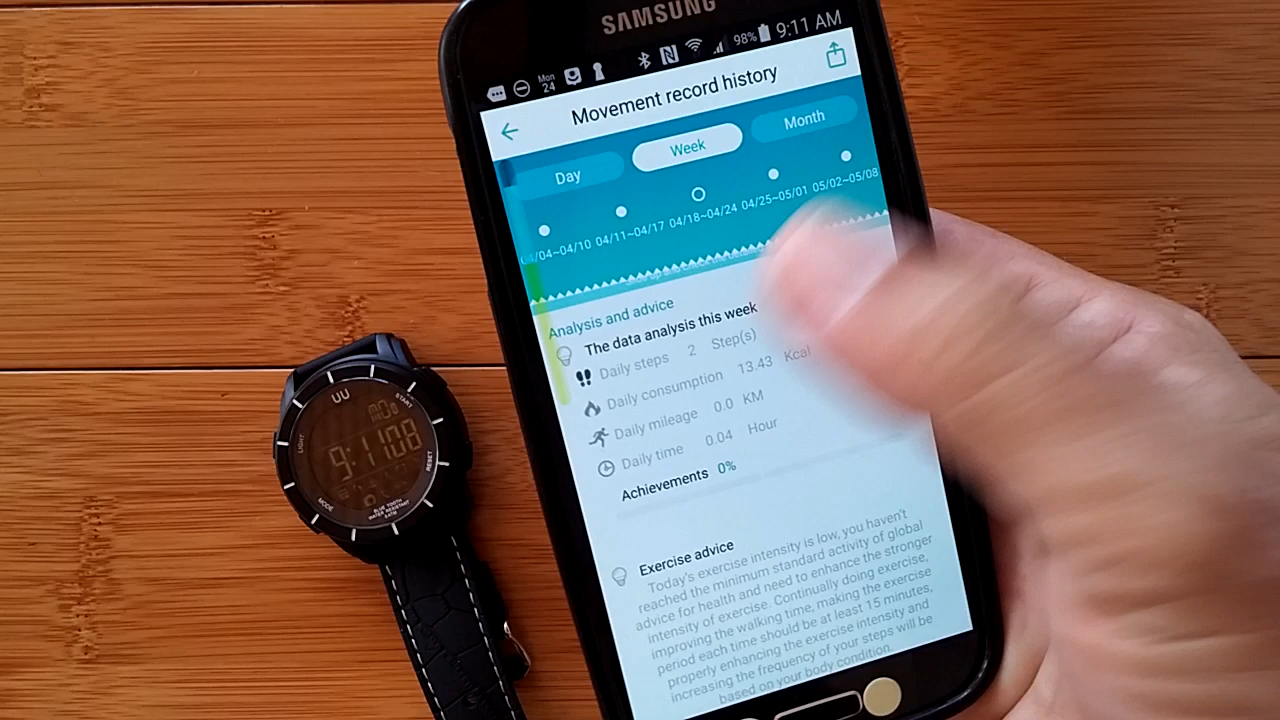 SAMSUNG
Mon
24
98%
9:11 AM
Movement record history
Day
Week
Month
04/04~04/10
04/11~04/17
04/18~04/24
04/25~05/01
05/02~05/08
Analysis and advice
The data analysis this week
Daily steps 2 Step(s)
Daily consumption 13.43 Kcal
Daily mileage 0.0 KM
Daily time 0.04 Hour
Achievements 0%
Exercise advice
Today's exercise intensity is low, you haven't
reached the minimum standard activity of global
advice for health and need to enhance the stronger
intensity of exercise. Continually doing exercise,
improving the walking time, making the exercise
period each time should be at least 15 minutes,
properly enhancing the exercise intensity and
increasing the frequency of your steps will be
based on your body condition.
UU
START
LIGHT
9:1108
RESET
MODE
BLUE TOOTH
WATER RESISTANT
5ATM